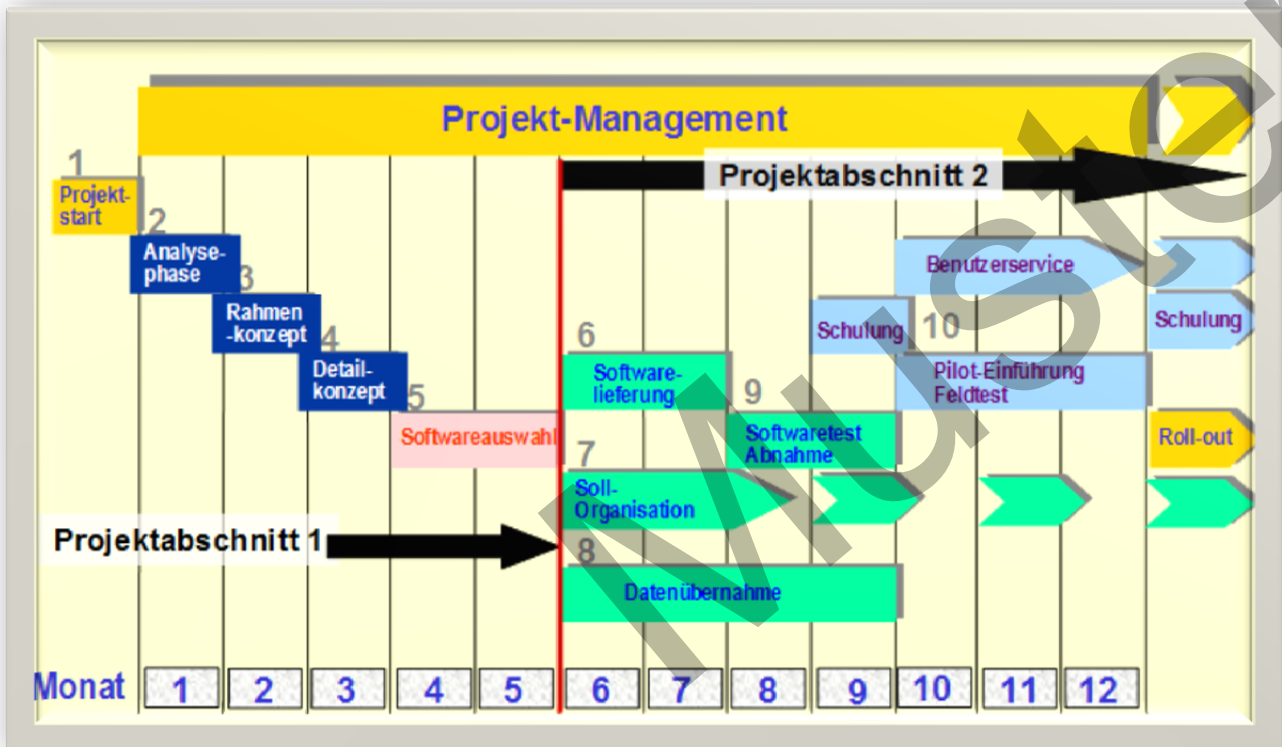 Projekt-Management
Projektabschnitt 2
1
Projekt-
start
2
Analyse-
phase
3
Rahmen
-konzept
4
Detail-
konzept
5
Softwareauswahl
Benutzerservice
Schulung
10
Schulung
6
Software-
lieferung
Pilot-Einführung
Feldtest
9
Softwaretest
Abnahme
Roll-out
7
Soll-
Organisation
Projektabschnitt 1
8
Datenübernahme
Monat 1 2 3 4 5 6 7 8 9 10 11 12
Muster